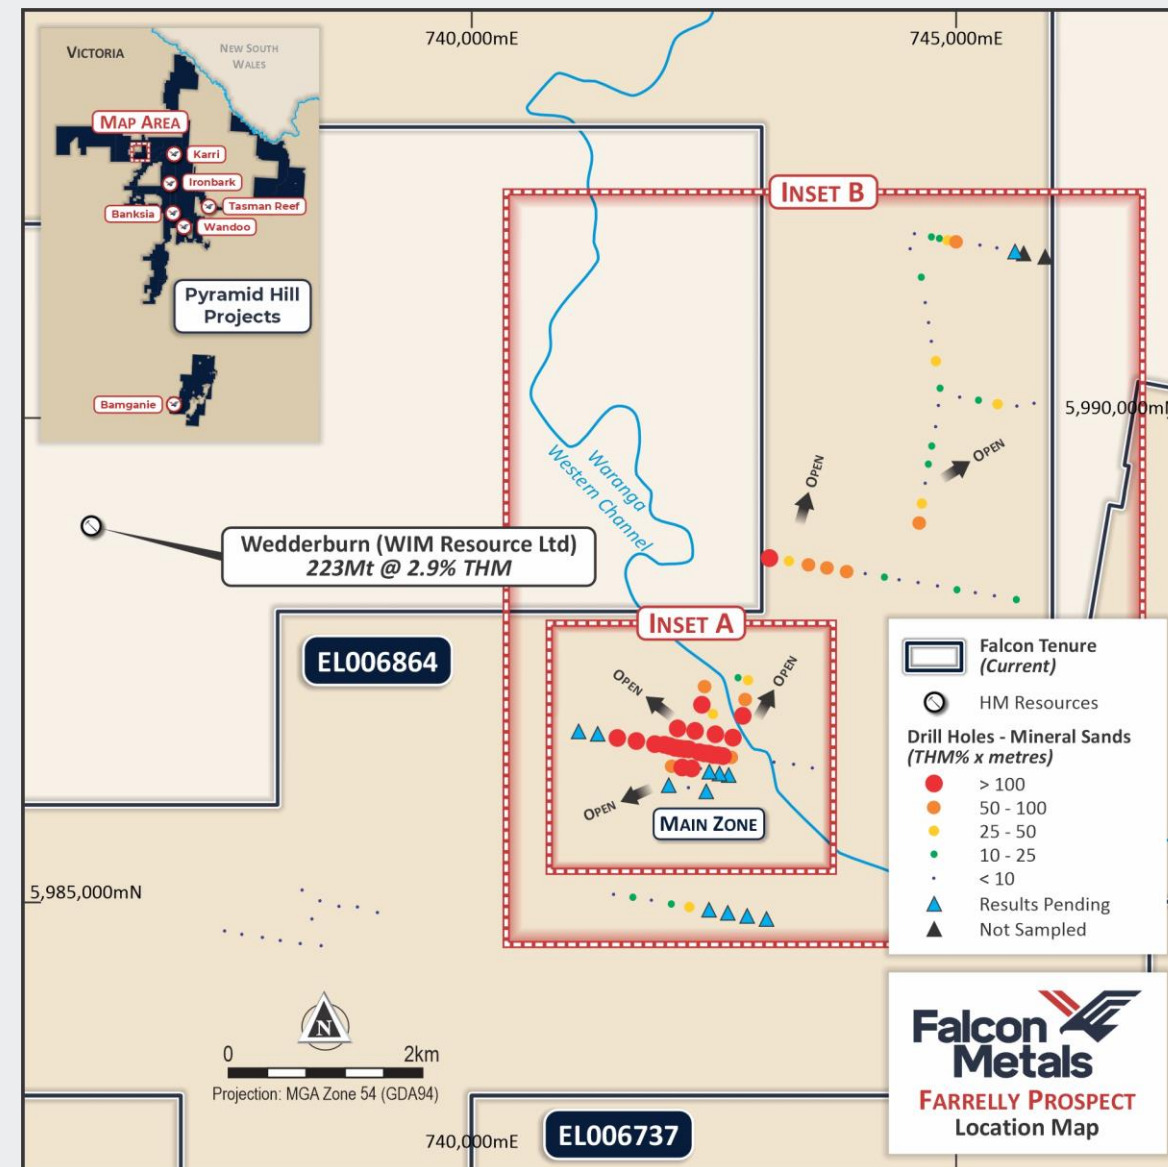 740,000mE
745,000mE
VICTORIA
NEW SOUTH
WALES
MAP AREA
Karri
Ironbark
Tasman Reef
Banksia
Wandoo
Pyramid Hill
Projects
Bamganie
INSET B
5,990,000m
OPEN
OPEN
Waranga
Western Channel
Wedderburn (WIM Resource Ltd)
223Mt @ 2.9% THM
INSET A
EL006864
OPEN
OPEN
OPEN
MAIN ZONE
Falcon Tenure
(Current)
HM Resources
Drill Holes - Mineral Sands
(THM% x metres)
> 100
50 - 100
25 - 50
10 - 25
< 10
Results Pending
Not Sampled
5,985,000mN
N
0 2km
Projection: MGA Zone 54 (GDA94)
Falcon
Metals
FARRELLY PROSPECT
Location Map
740,000mE
EL006737